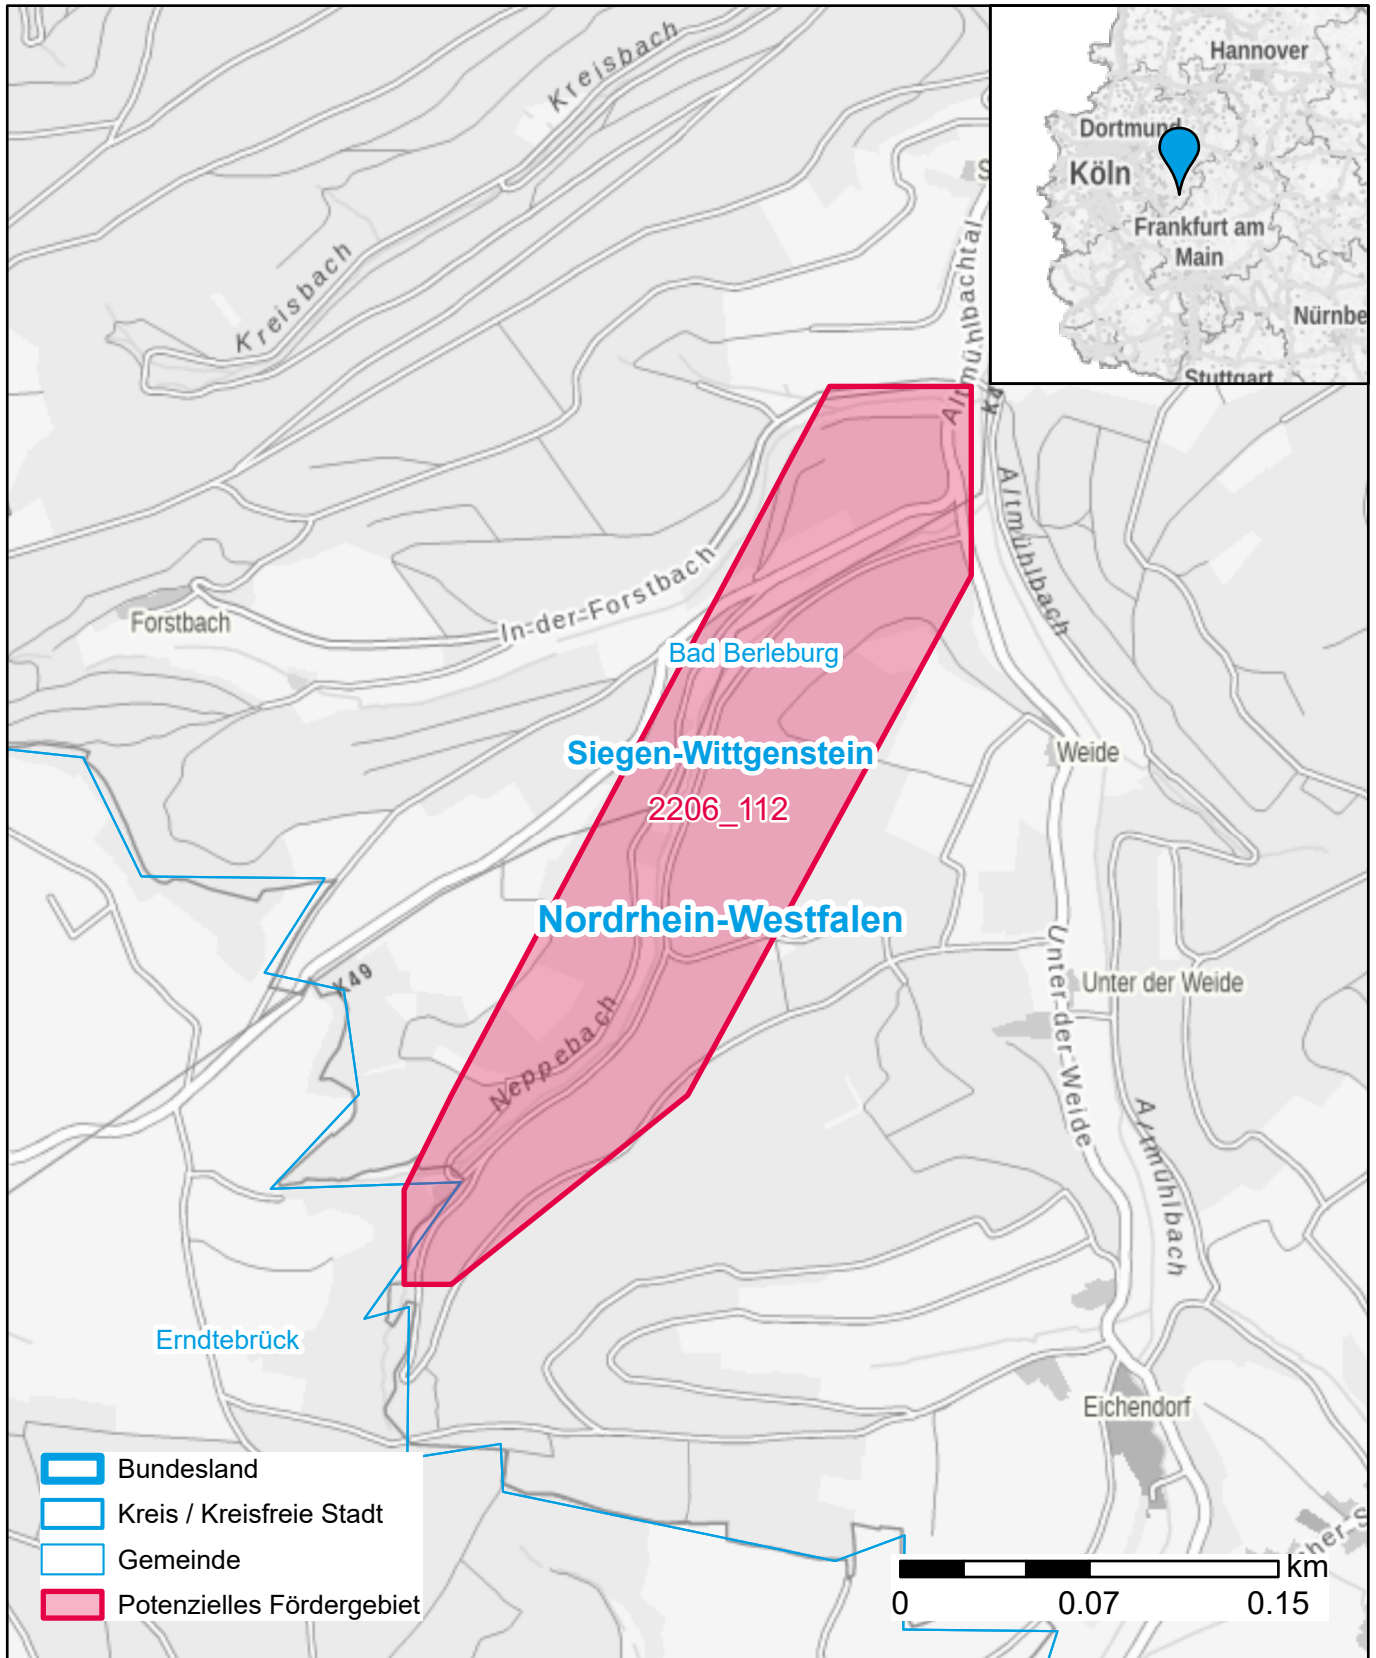 Kreisbach
Kreisbach
Hannover
Dortmund
Köln
Frankfurt am
Main
Nürnbe
Stuttgart
S
Altmühlbachtal
K4
Altmühlbach
In-der-Forstbach
Forstbach
Bad Berleburg
Siegen-Wittgenstein
2206_112
Weide
Nordrhein-Westfalen
K49
Unter der Weide
Unter-der-Weide
Neppebach
Altmühlbach
Erndtebrück
Eichendorf
Bundesland
Kreis / Kreisfreie Stadt
Gemeinde
Potenzielles Fördergebiet
her-S
km
0 0.07 0.15